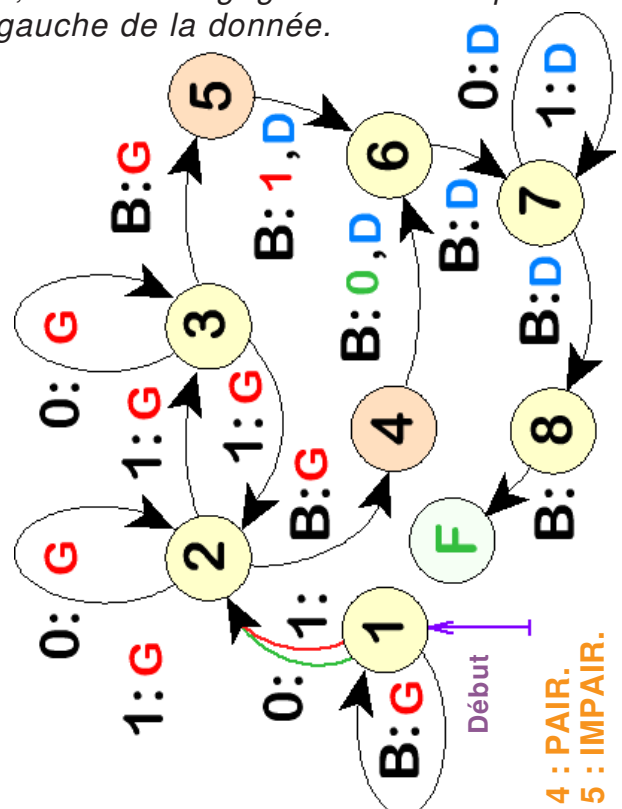 gauche de la donnée.
0: G
0: G
1: G
1: G
1: G
B: G
B: G
B: 1,D
B: 0,D
B: D
0: D
1: D
B: D
B:
0:
1:
B: G
1
2
3
4
5
6
7
8
F
Début
4 : PAIR.
5 : IMPAIR.